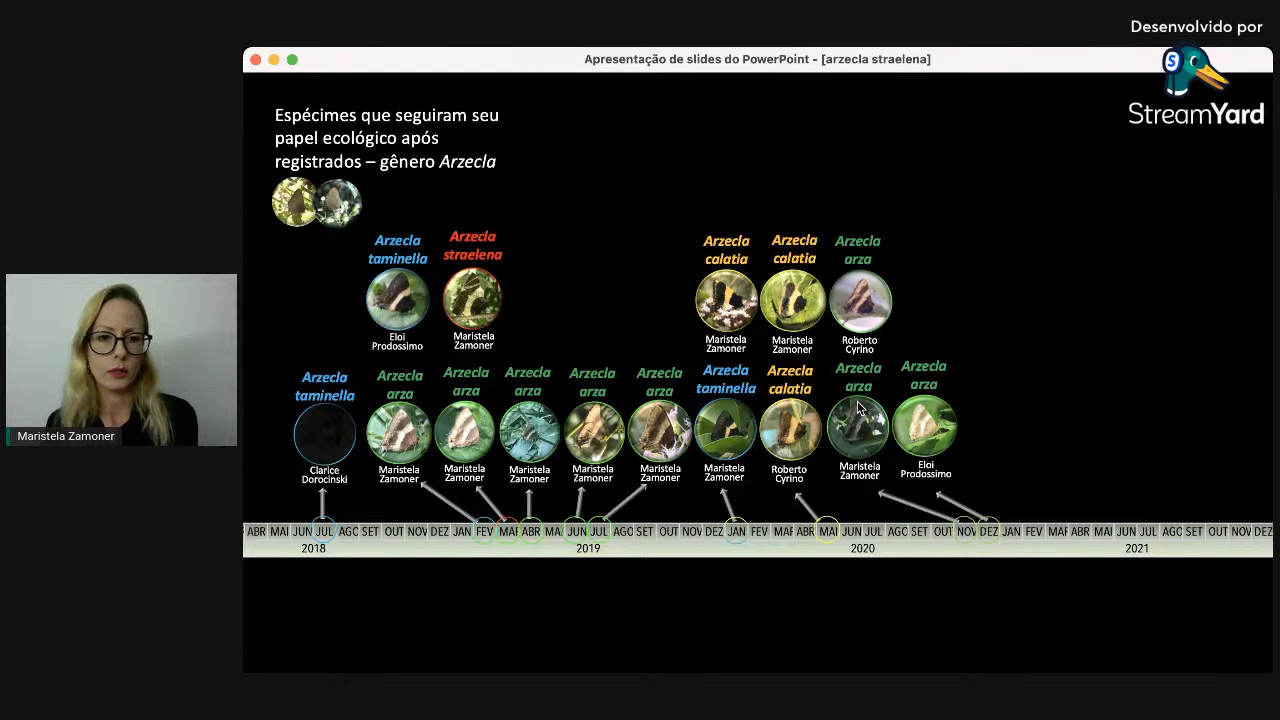 Desenvolvido por
StreamYard
Apresentação de slides do PowerPoint - [arzecla straelena]
Espécimes que seguiram seu
papel ecológico após
registrados – gênero Arzecla
Arzecla
taminella
Eloi
Prodossimo
Arzecla
straelena
Maristela
Zamoner
Arzecla
calatia
Maristela
Zamoner
Arzecla
calatia
Maristela
Zamoner
Arzecla
arza
Roberto
Cyrino
Arzecla
taminella
Clarice
Dorocinski
Arzecla
arza
Maristela
Zamoner
Arzecla
arza
Maristela
Zamoner
Arzecla
arza
Maristela
Zamoner
Arzecla
arza
Maristela
Zamoner
Arzecla
arza
Maristela
Zamoner
Arzecla
taminella
Maristela
Zamoner
Arzecla
calatia
Roberto
Cyrino
Arzecla
arza
Maristela
Zamoner
Arzecla
arza
Eloi
Prodossimo
Maristela Zamoner
ABR MAI JUN JUL AGO SET OUT NOV DEZ JAN FEV MAR ABR MAI JUN JUL AGO SET OUT NOV DEZ JAN FEV MAR ABR MAI JUN JUL AGO SET OUT NOV DEZ JAN FEV MAR ABR MAI JUN JUL AGO SET OUT NOV DEZ
2018 2019 2020 2021